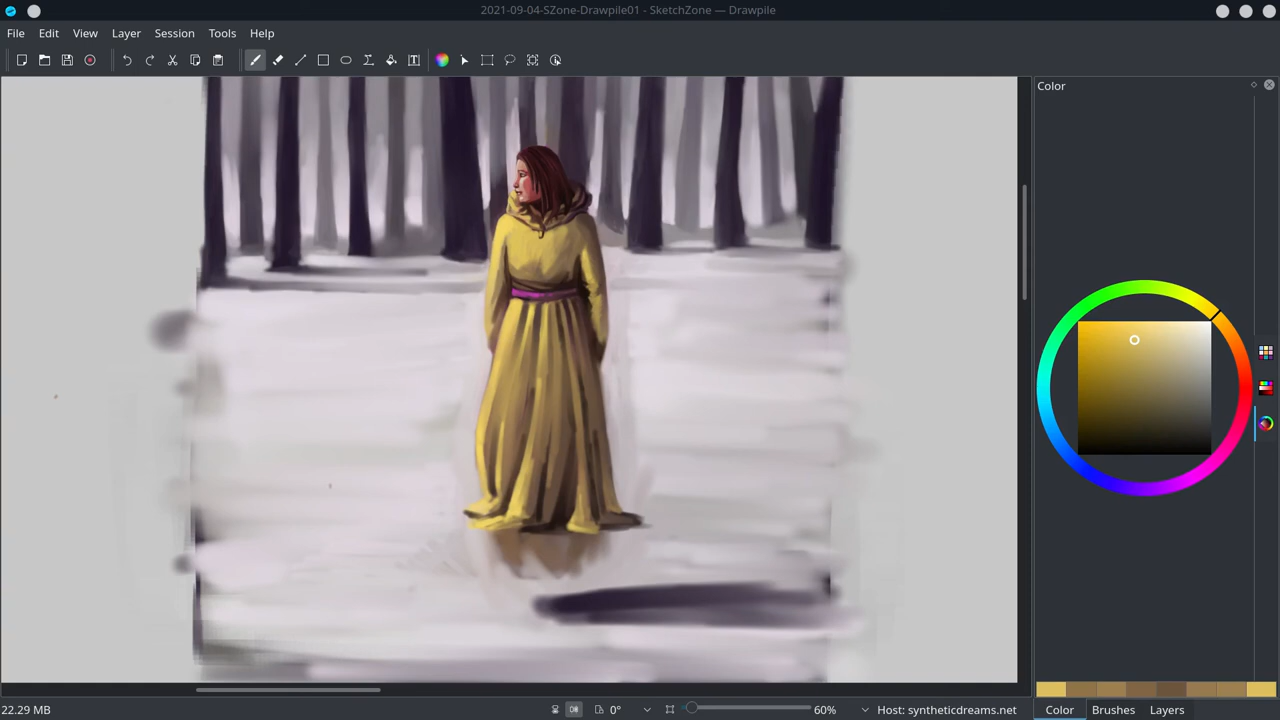 2021-09-04-SZone-Drawpile01 - SketchZone — Drawpile
File Edit View Layer Session Tools Help
Color
22.29 MB 0° 60% Host: syntheticdreams.net Color Brushes Layers